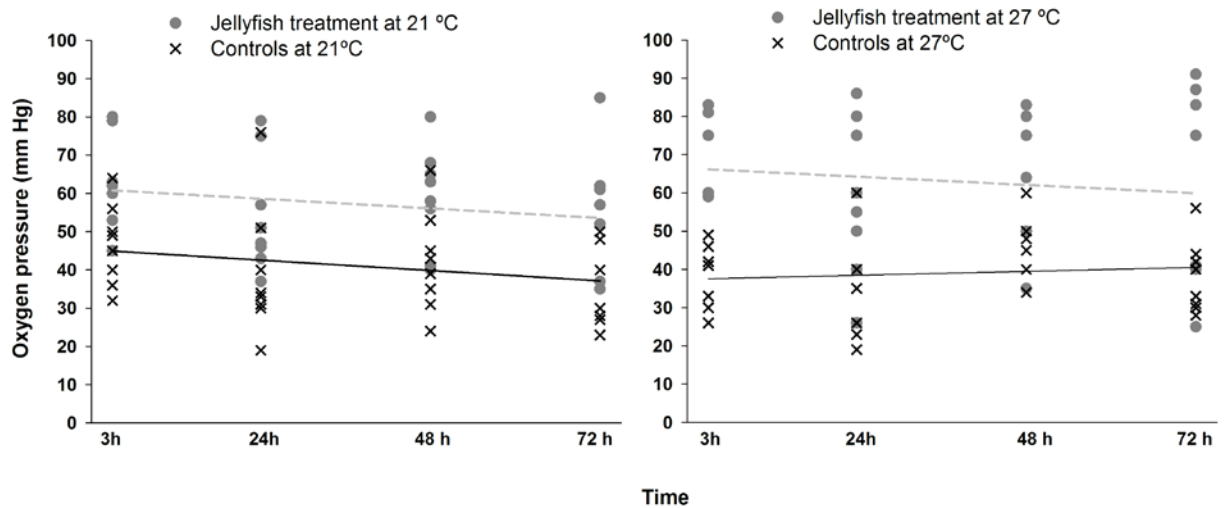 Jellyfish treatment at 21 ºC
Controls at 21ºC
Oxygen pressure (mm Hg)
100
90
80
70
60
50
40
30
20
10
0
3h 24h 48 h 72 h
Jellyfish treatment at 27 ºC
Controls at 27ºC
100
90
80
70
60
50
40
30
20
10
0
3h 24h 48 h 72 h
Time